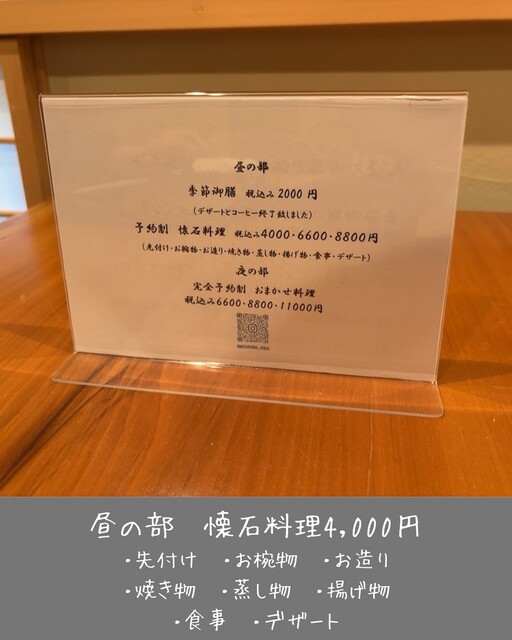 昼の部
季節御膳 税込み2000円
(デザートとコーヒー終了致しました)
予約制 懐石料理 税込み4000・6600・8800円
(先付け・お椀物・お造り・焼き物・蒸し物・揚げ物・食事・デザート)
夜の部
完全予約制 おまかせ料理
税込み6600・8800・11000円
昼の部 懐石料理4,000円
・先付け ・お椀物 ・お造り
・焼き物 ・蒸し物 ・揚げ物
・食事 ・デザート